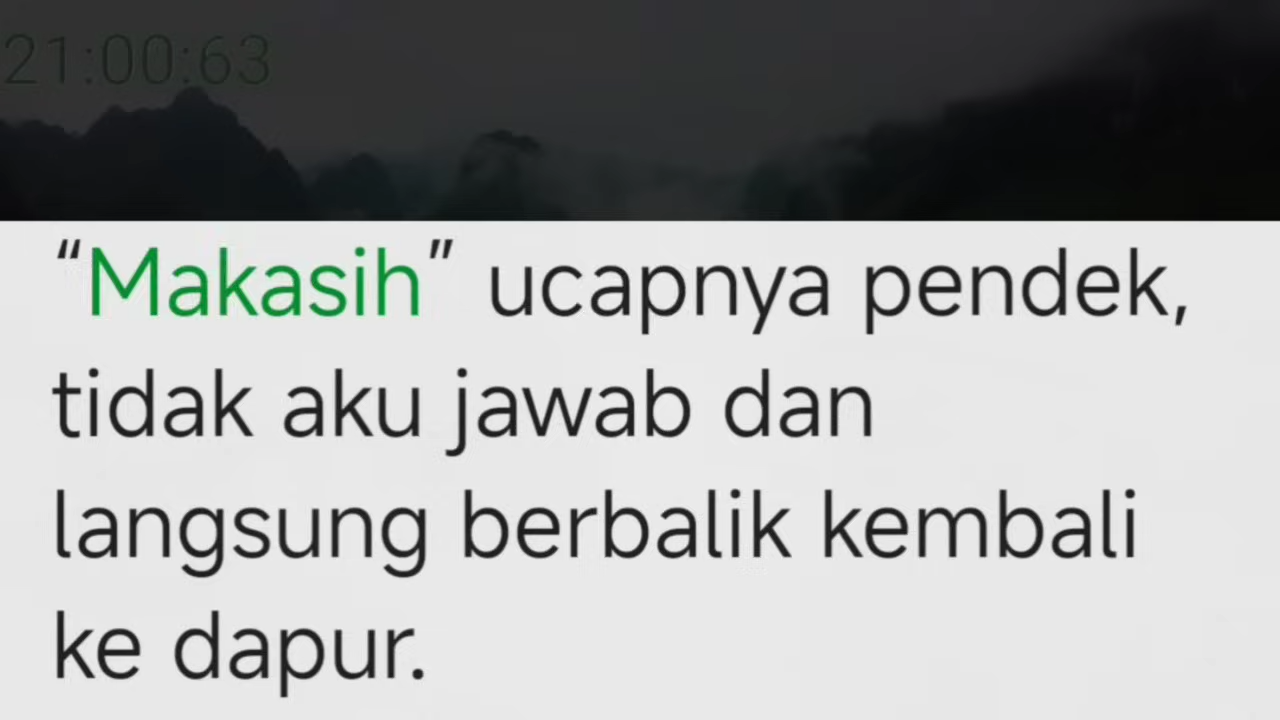 21:00:63
“Makasih” ucapnya pendek,
tidak aku jawab dan
langsung berbalik kembali
ke dapur.